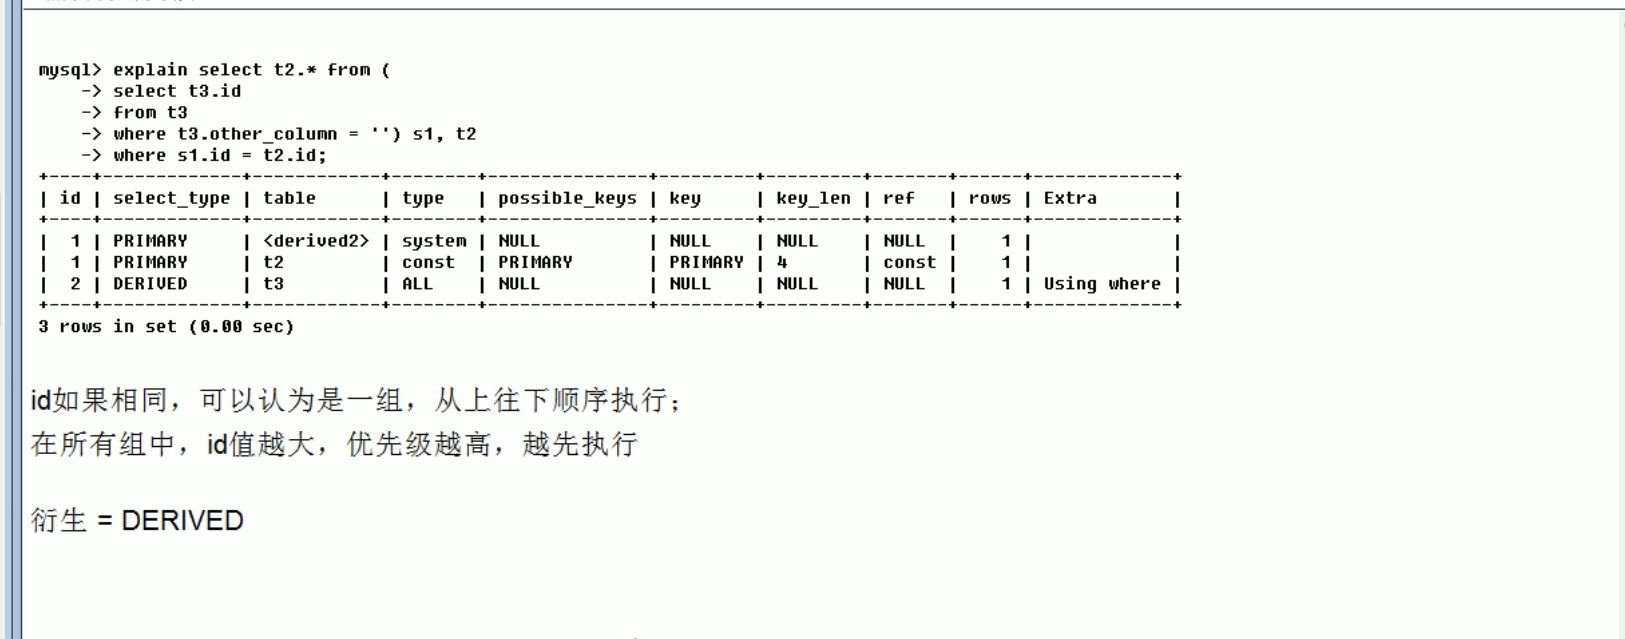 mysql> explain select t2.* from (
    -> select t3.id
    -> from t3
    -> where t3.other_column = '') s1, t2
    -> where s1.id = t2.id;
+----+-------------+------------+--------+---------------+---------+---------+-------+------+-------------+
| id | select_type | table      | type   | possible_keys | key     | key_len | ref   | rows | Extra       |
+----+-------------+------------+--------+---------------+---------+---------+-------+------+-------------+
|  1 | PRIMARY     | <derived2> | system | NULL          | NULL    | NULL    | NULL  |    1 |             |
|  1 | PRIMARY     | t2         | const  | PRIMARY       | PRIMARY | 4       | const |    1 |             |
|  2 | DERIVED     | t3         | ALL    | NULL          | NULL    | NULL    | NULL  |    1 | Using where |
+----+-------------+------------+--------+---------------+---------+---------+-------+------+-------------+
3 rows in set (0.00 sec)
id如果相同，可以认为是一组，从上往下顺序执行；
在所有组中，id值越大，优先级越高，越先执行
衍生 = DERIVED